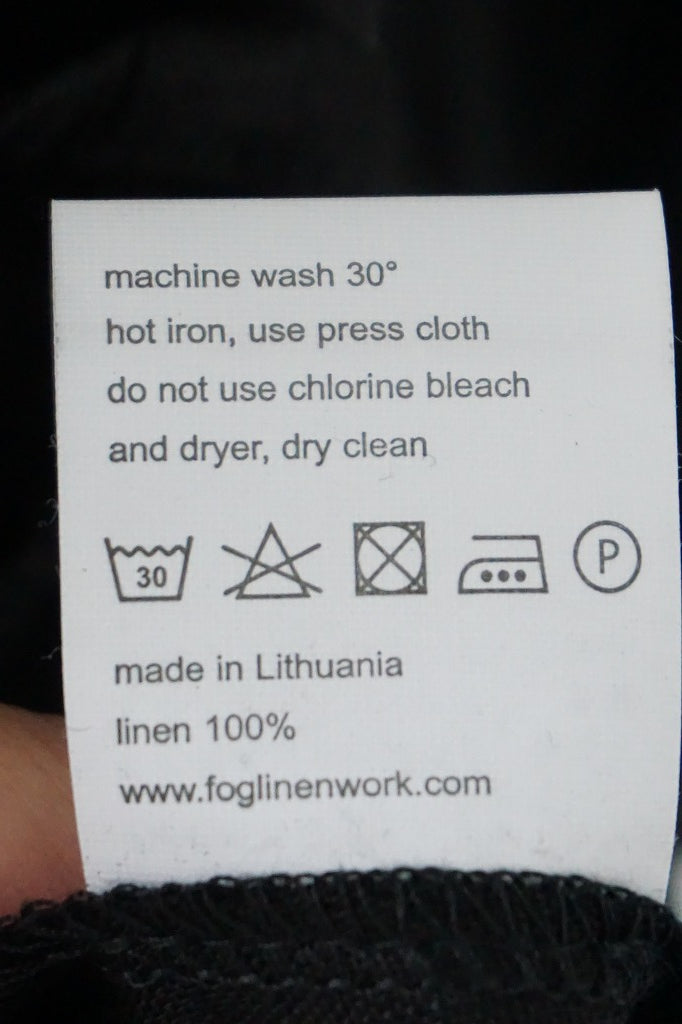 machine wash 30°
hot iron, use press cloth
do not use chlorine bleach
and dryer, dry clean
30 P
made in Lithuania
linen 100%
www.foglinenwork.com